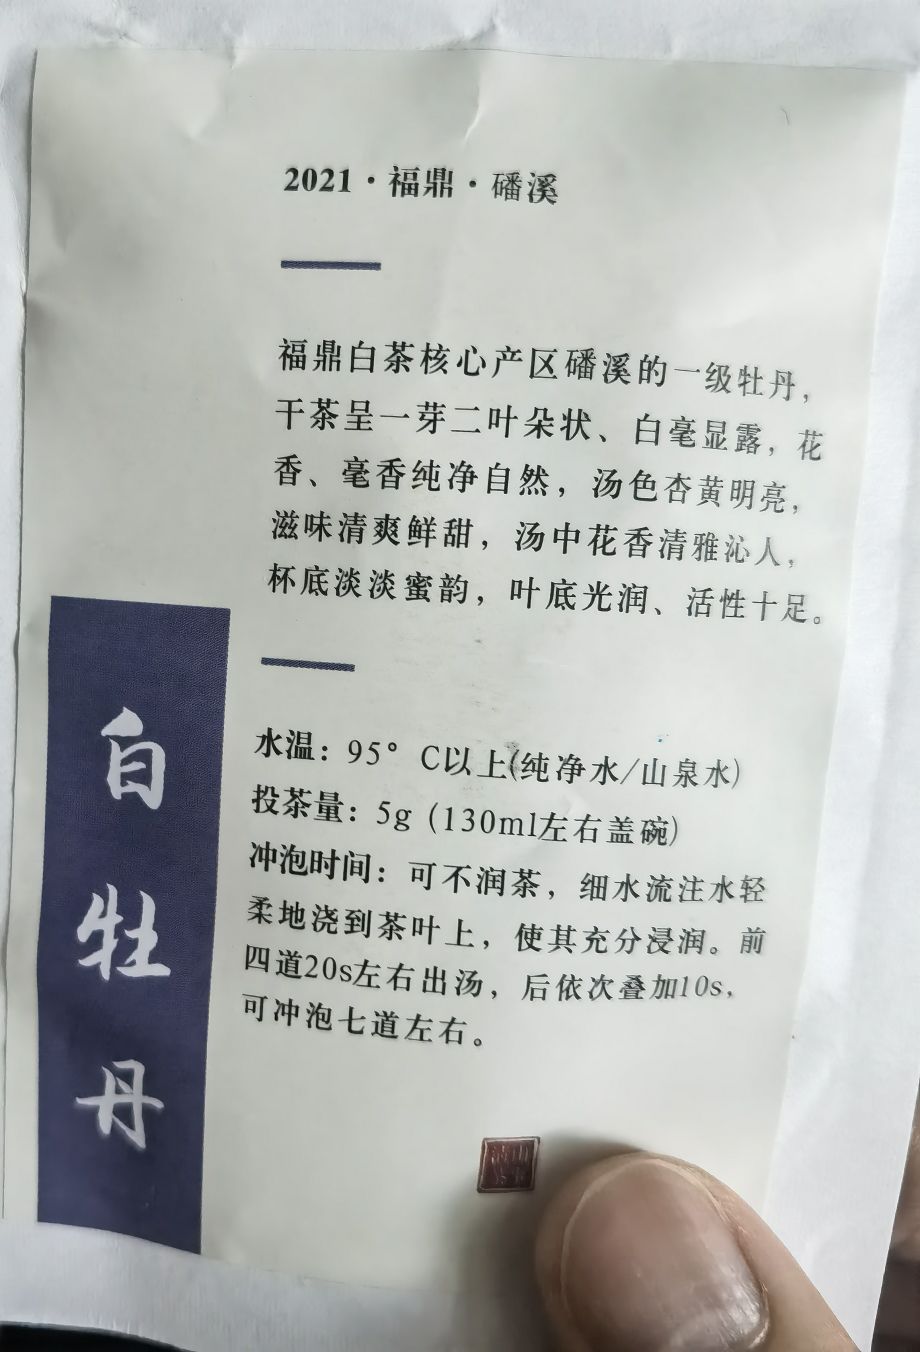 2021·福鼎·磻溪
福鼎白茶核心产区磻溪的一级牡丹，
干茶呈一芽二叶朵状、白毫显露，花
香、毫香纯净自然，汤色杏黄明亮，
滋味清爽鲜甜，汤中花香清雅沁人，
杯底淡淡蜜韵，叶底光润、活性十足。
水温：95°C以上(纯净水/山泉水)
投茶量：5g (130ml左右盖碗)
冲泡时间：可不润茶，细水流注水轻
柔地浇到茶叶上，使其充分浸润。前
四道20s左右出汤，后依次叠加10s，
可冲泡七道左右。
白牡丹